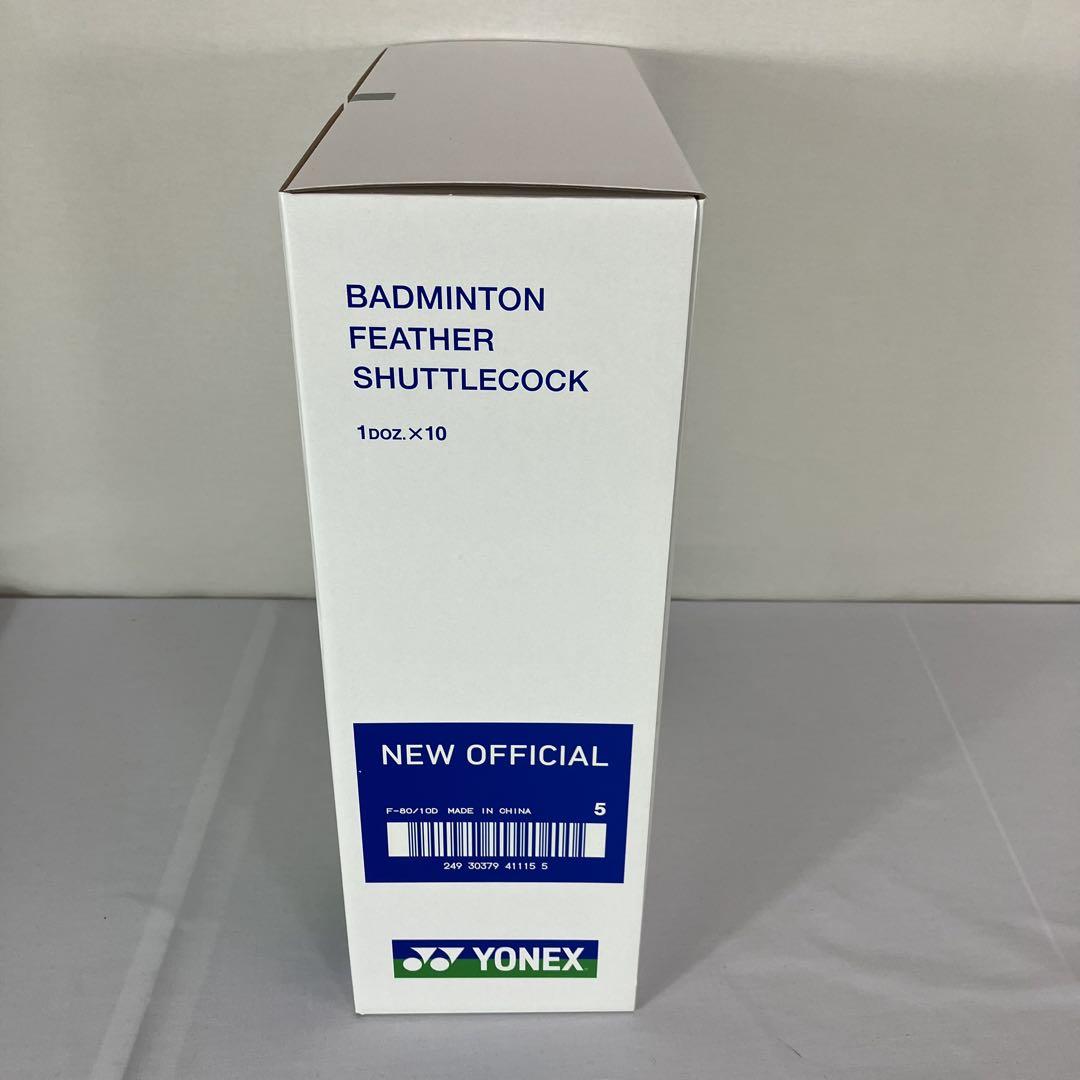 BADMINTON
FEATHER
SHUTTLECOCK
1DOZ.×10
NEW OFFICIAL
F-80/10D MADE IN CHINA 5
249 30379 41115 5
YONEX